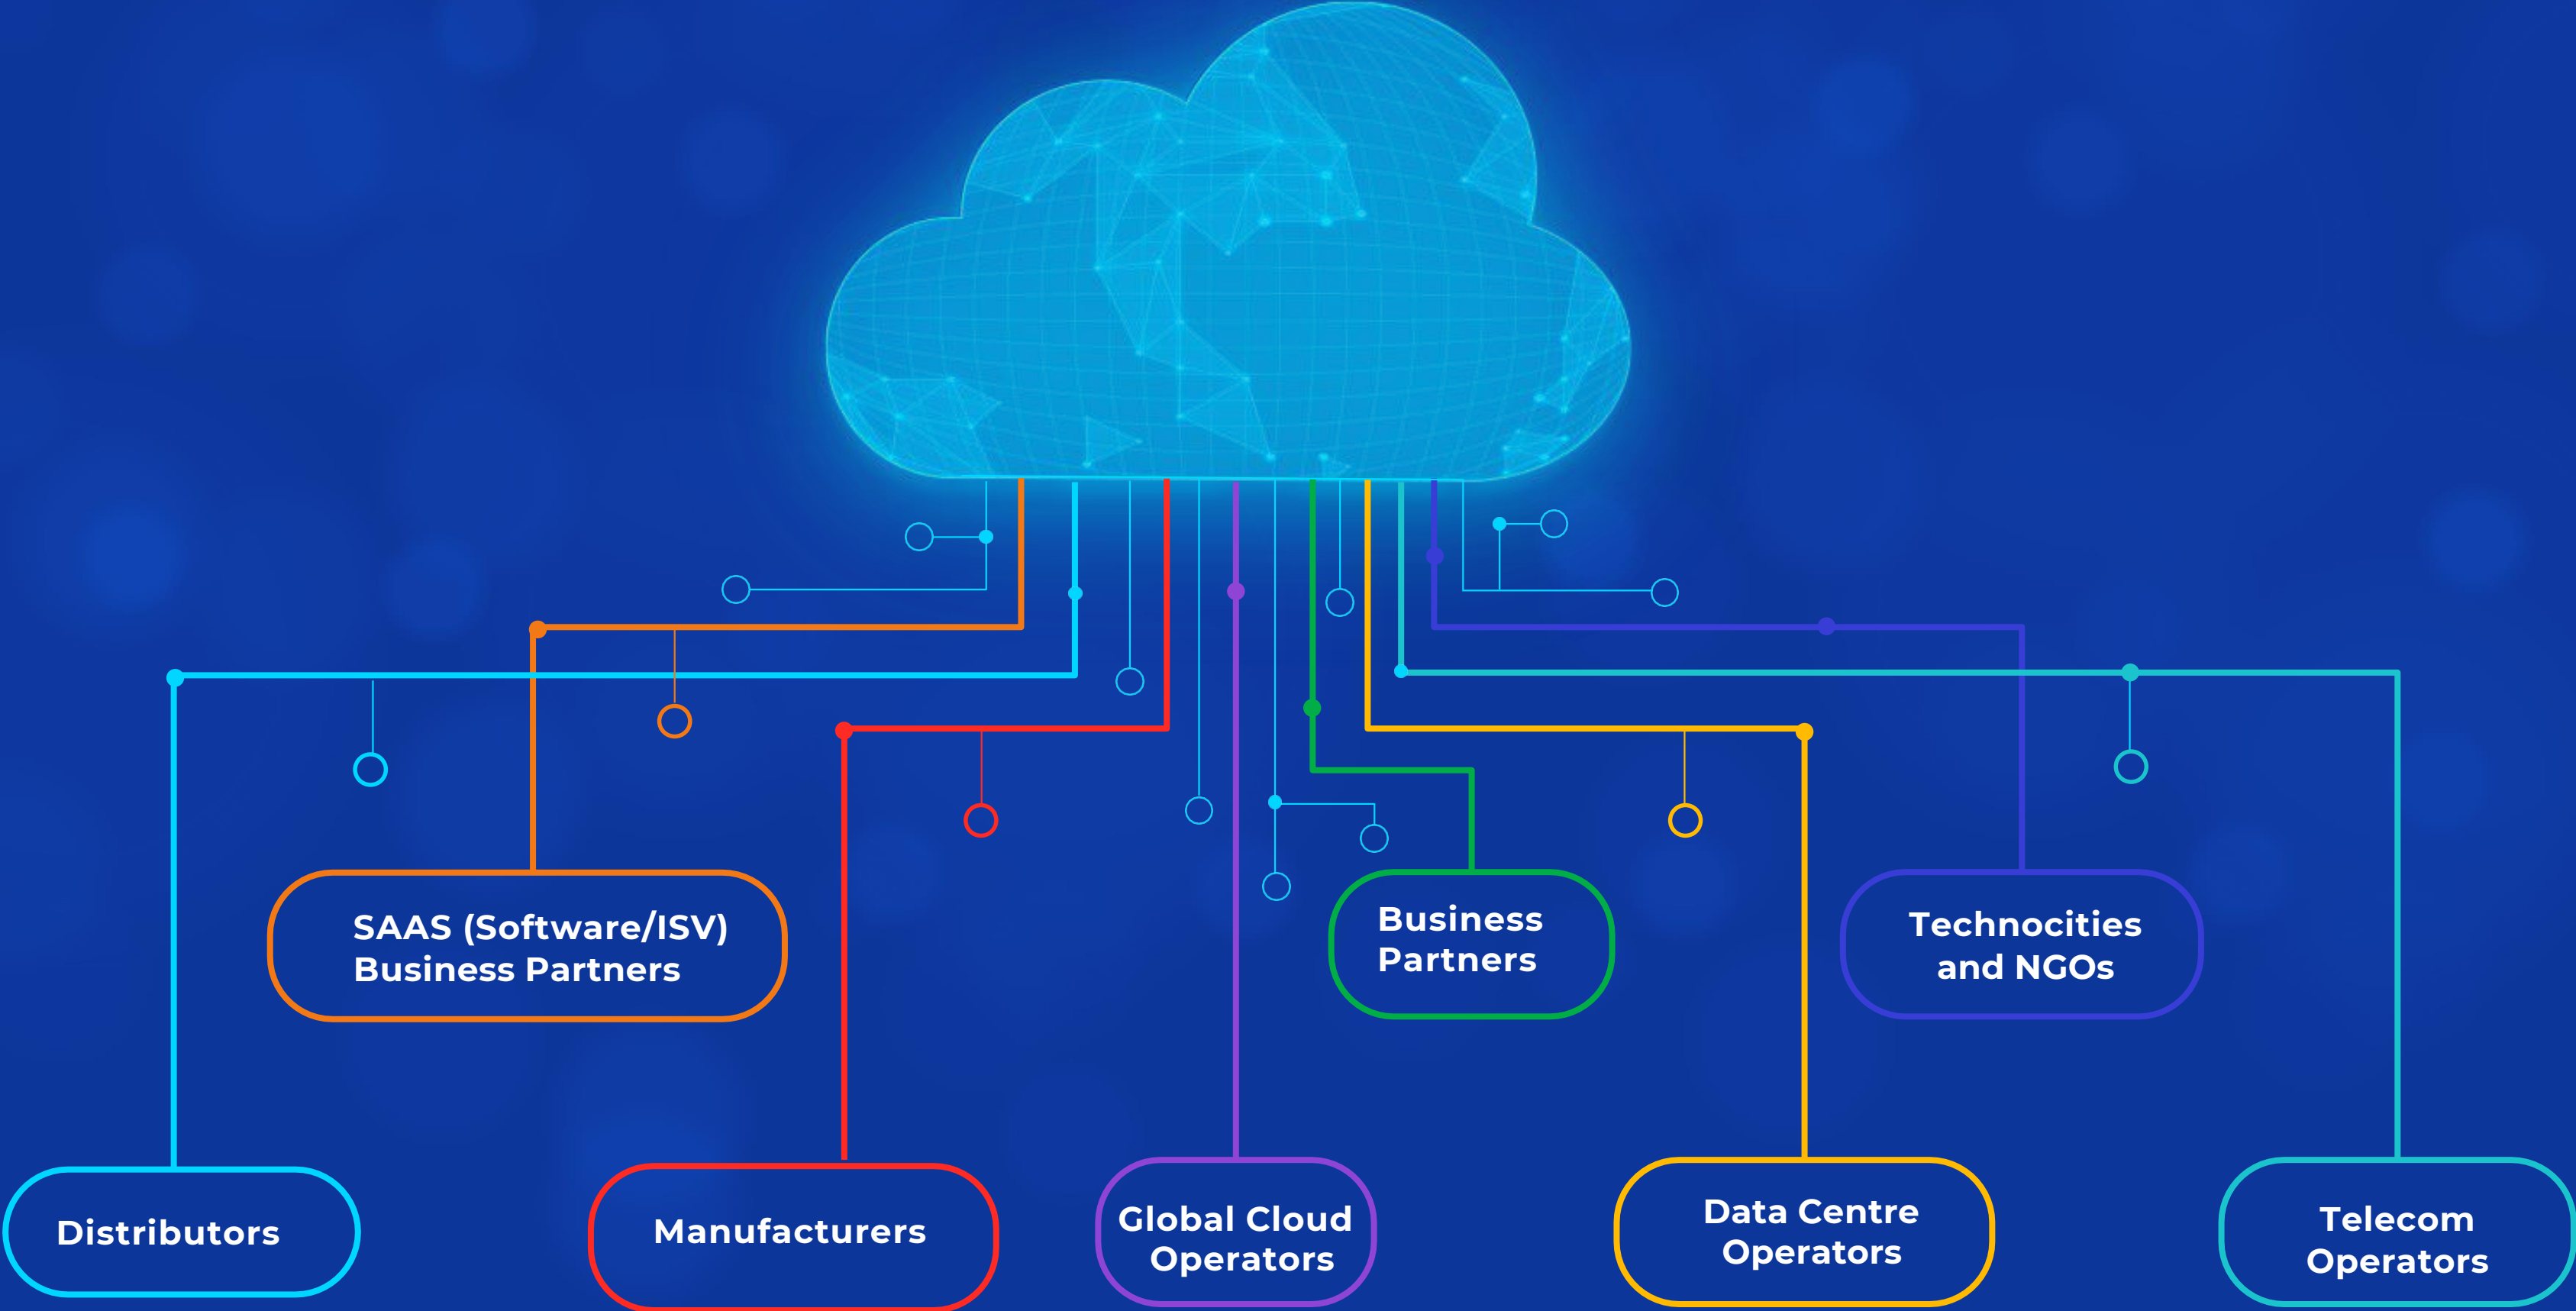 SAAS (Software/ISV)
Business Partners
Business
Partners
Technocities
and NGOs
Distributors
Manufacturers
Global Cloud
Operators
Data Centre
Operators
Telecom
Operators